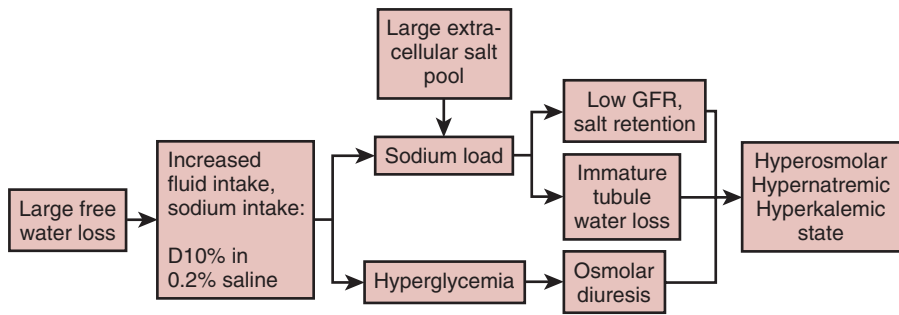 Large free
water loss
Increased
fluid intake,
sodium intake:
D10% in
0.2% saline
Large extra-
cellular salt
pool
Sodium load
Hyperglycemia
Low GFR,
salt retention
Immature
tubule
water loss
Osmolar
diuresis
Hyperosmolar
Hypernatremic
Hyperkalemic
state